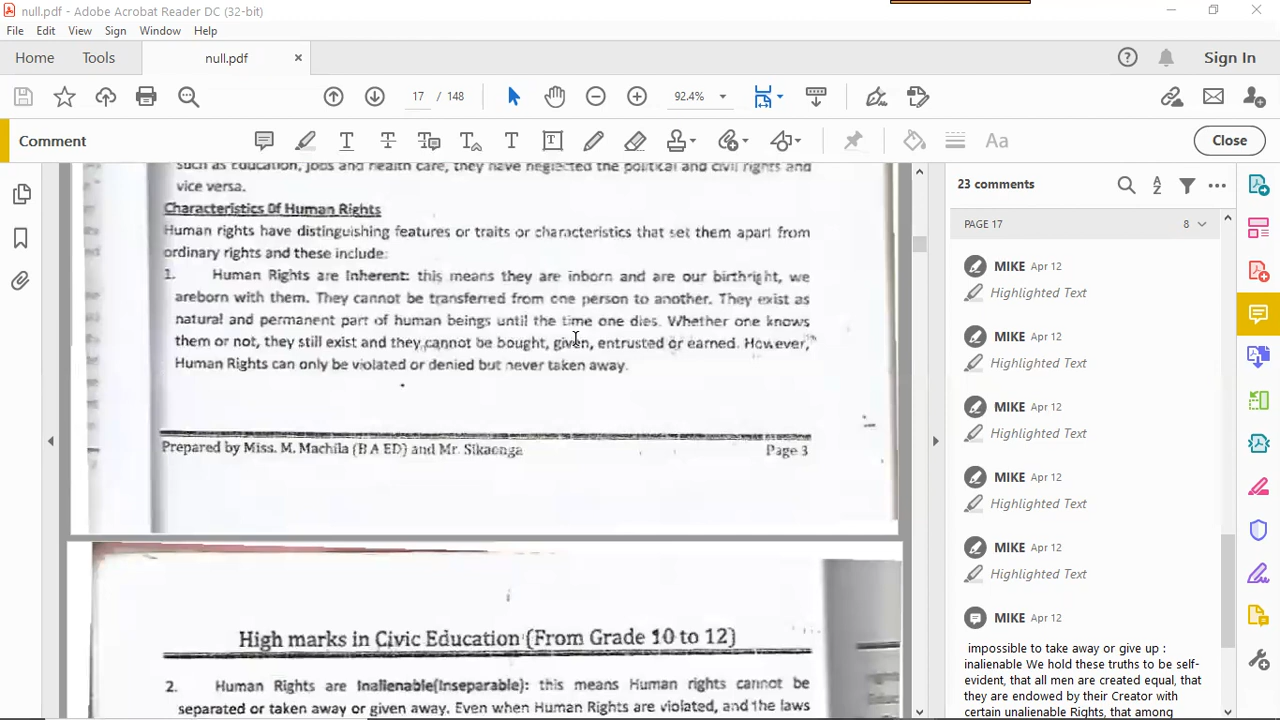 null.pdf - Adobe Acrobat Reader DC (32-bit)
File Edit View Sign Window Help
Home Tools null.pdf × Sign In
17 / 148 92.4%
Comment Close
such as Education, jobs and health care, they have neglected the political and civil rights and
vice versa.
Characteristics 0f Human Rights
Human rights have distinguishing features or traits or characteristics that set them apart from
ordinary rights and these include:
1. Human Rights are Inherent: this means they are inborn and are our birthright, we
areborn with them. They cannot be transferred from one person to another. They exist as
natural and permanent part of human beings until the time one dies. Whether one knows
them or not, they still exist and they cannot be bought, given, entrusted or earned. However,
Human Rights can only be violated or denied but never taken away.
Prepared by Miss. M. Machila (B A ED) and Mr. Sikaonga Page 3
High marks in Civic Education (From Grade 10 to 12)
2. Human Rights are Inalienable(Inseparable): this means Human rights cannot be
separated or taken away or given away. Even when Human Rights are violated, and the laws
23 comments
PAGE 17 8
MIKE Apr 12
Highlighted Text
MIKE Apr 12
Highlighted Text
MIKE Apr 12
Highlighted Text
MIKE Apr 12
Highlighted Text
MIKE Apr 12
Highlighted Text
MIKE Apr 12
impossible to take away or give up :
inalienable We hold these truths to be self-
evident, that all men are created equal, that
they are endowed by their Creator with
certain unalienable Rights, that among